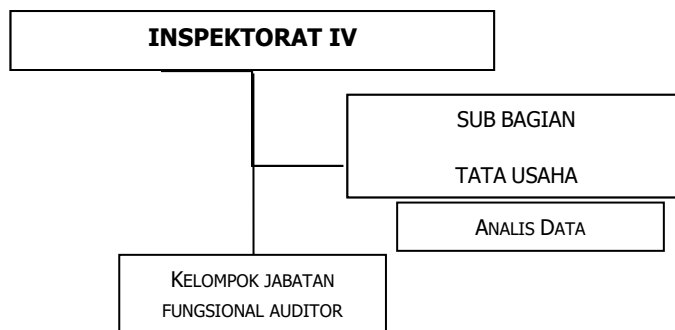 INSPEKTORAT IV
SUB BAGIAN
TATA USAHA
ANALIS DATA
KELOMPOK JABATAN
FUNGSIONAL AUDITOR